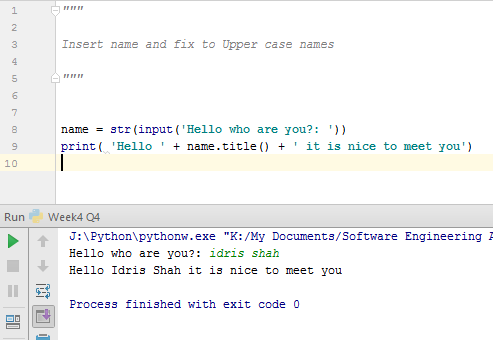 1 """
2
3 Insert name and fix to Upper case names
4
5 """
6
7
8 name = str(input('Hello who are you?: '))
9 print( 'Hello ' + name.title() + ' it is nice to meet you')
10
Run Week4 Q4
J:\Python\pythonw.exe "K:/My Documents/Software Engineering A
Hello who are you?: idris shah
Hello Idris Shah it is nice to meet you
Process finished with exit code 0